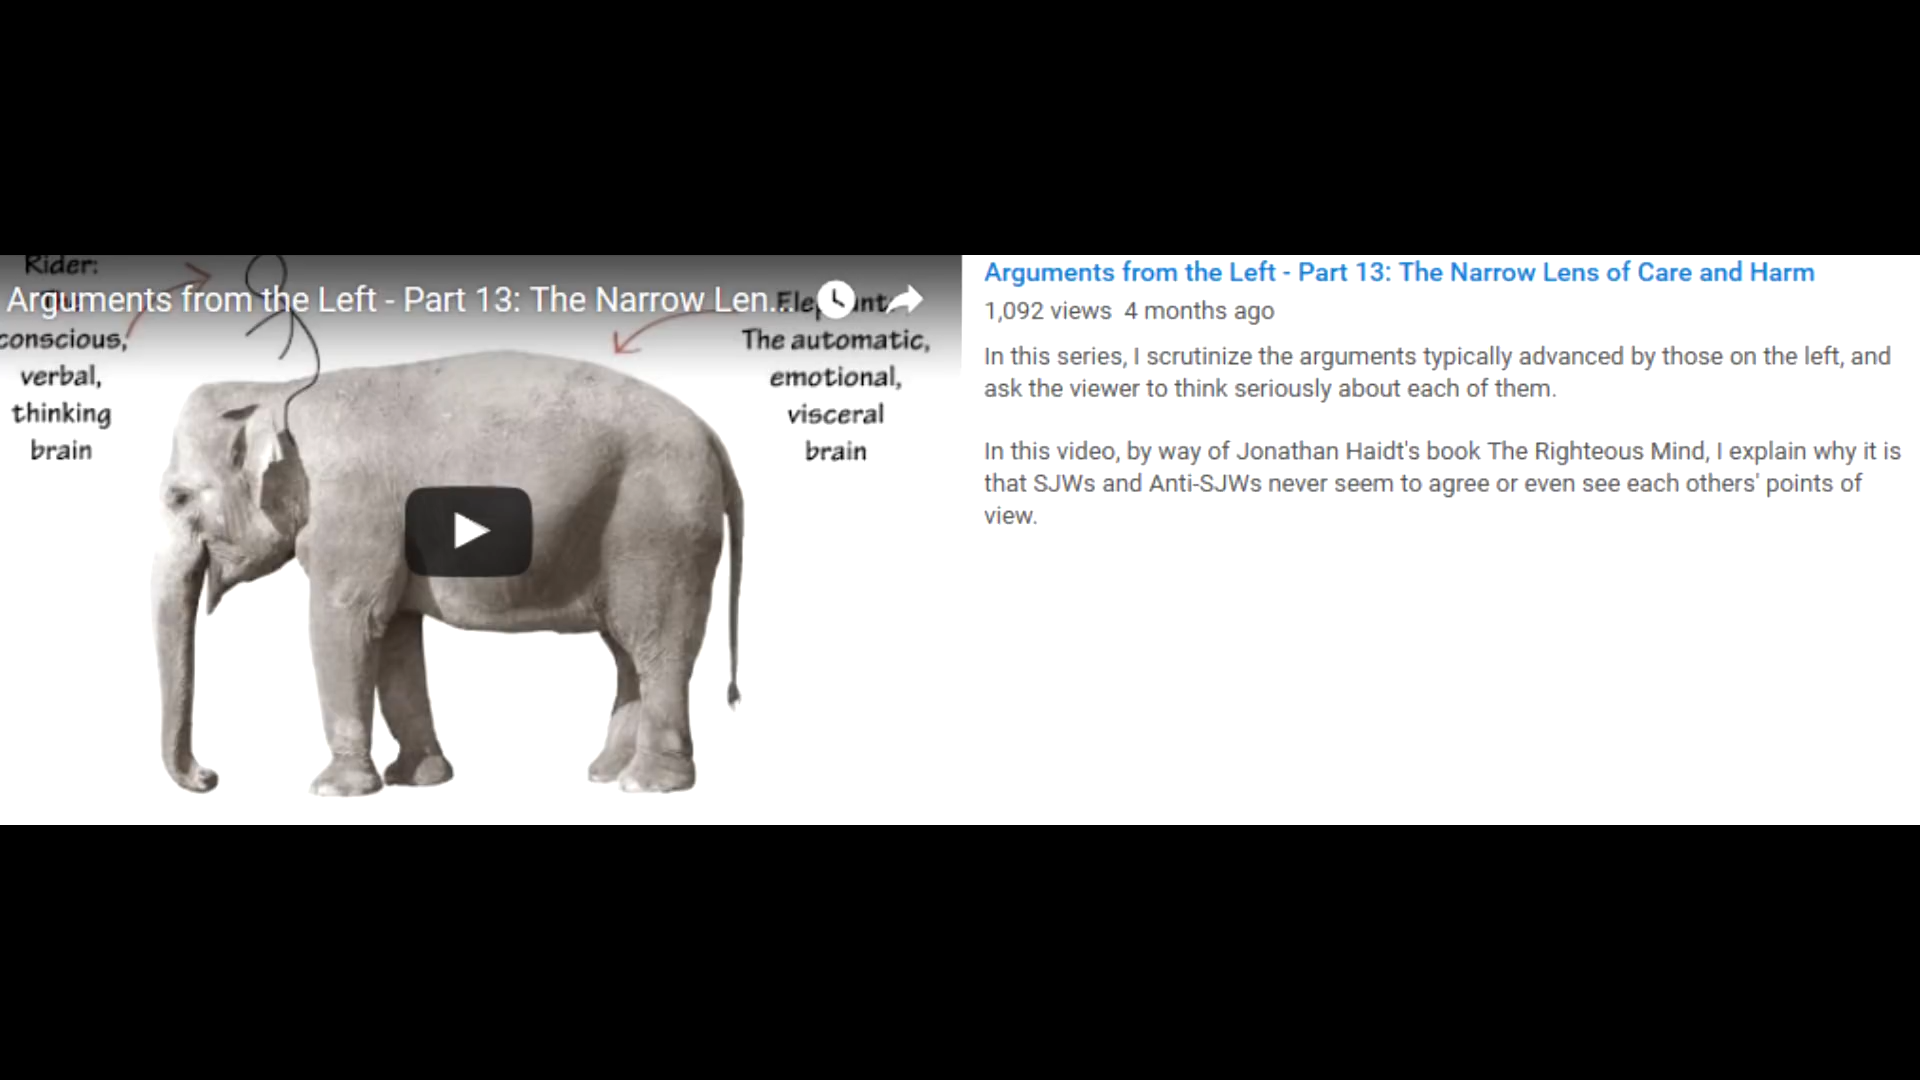 Rider:
Arguments from the Left - Part 13: The Narrow Len...
conscious,
verbal,
thinking
brain
The automatic,
emotional,
visceral
brain
Arguments from the Left - Part 13: The Narrow Lens of Care and Harm
1,092 views 4 months ago
In this series, I scrutinize the arguments typically advanced by those on the left, and
ask the viewer to think seriously about each of them.
In this video, by way of Jonathan Haidt's book The Righteous Mind, I explain why it is
that SJWs and Anti-SJWs never seem to agree or even see each others' points of
view.